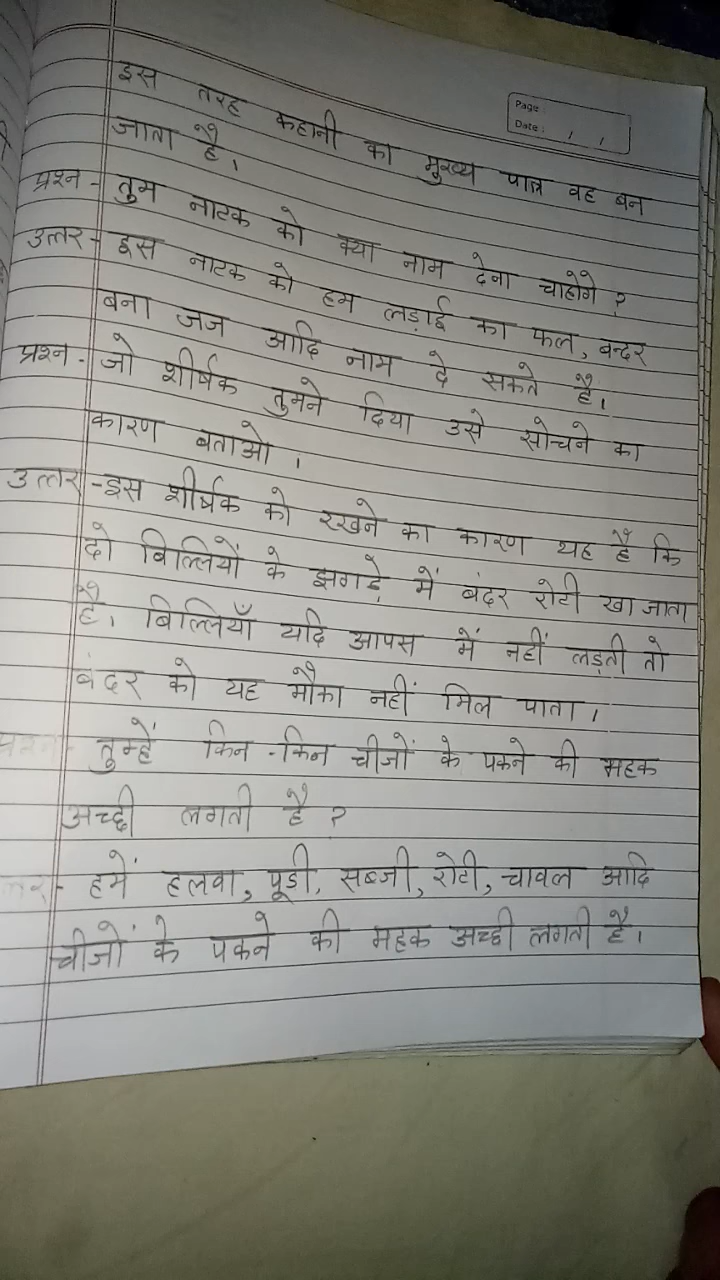 Page
Date: / /
इस तरह कहानी का मुख्य पात्र वह बन
जाता है।
प्रश्न - तुम नाटक को क्या नाम देना चाहोगे ?
उत्तर - इस नाटक को हम लड़ाई का फल, बन्दर
बना जज आदि नाम दे सकते है।
प्रश्न - जो शीर्षक तुमने दिया उसे सोचने का
कारण बताओ ।
उत्तर - इस शीर्षक को रखने का कारण यह है कि
दो बिल्लियों के झगड़े में बंदर रोटी खा जाता
है। बिल्लियाँ यदि आपस में नहीं लड़ती तो
बंदर को यह मौका नहीं मिल पाता ।
प्रश्न - तुम्हें किन - किन चीजों के पकने की महक
अच्छी लगती है ?
त्तर - हमें हलवा, पूडी, सब्जी, रोटी, चावल आदि
चीजों के पकने की महक अच्छी लगती है।